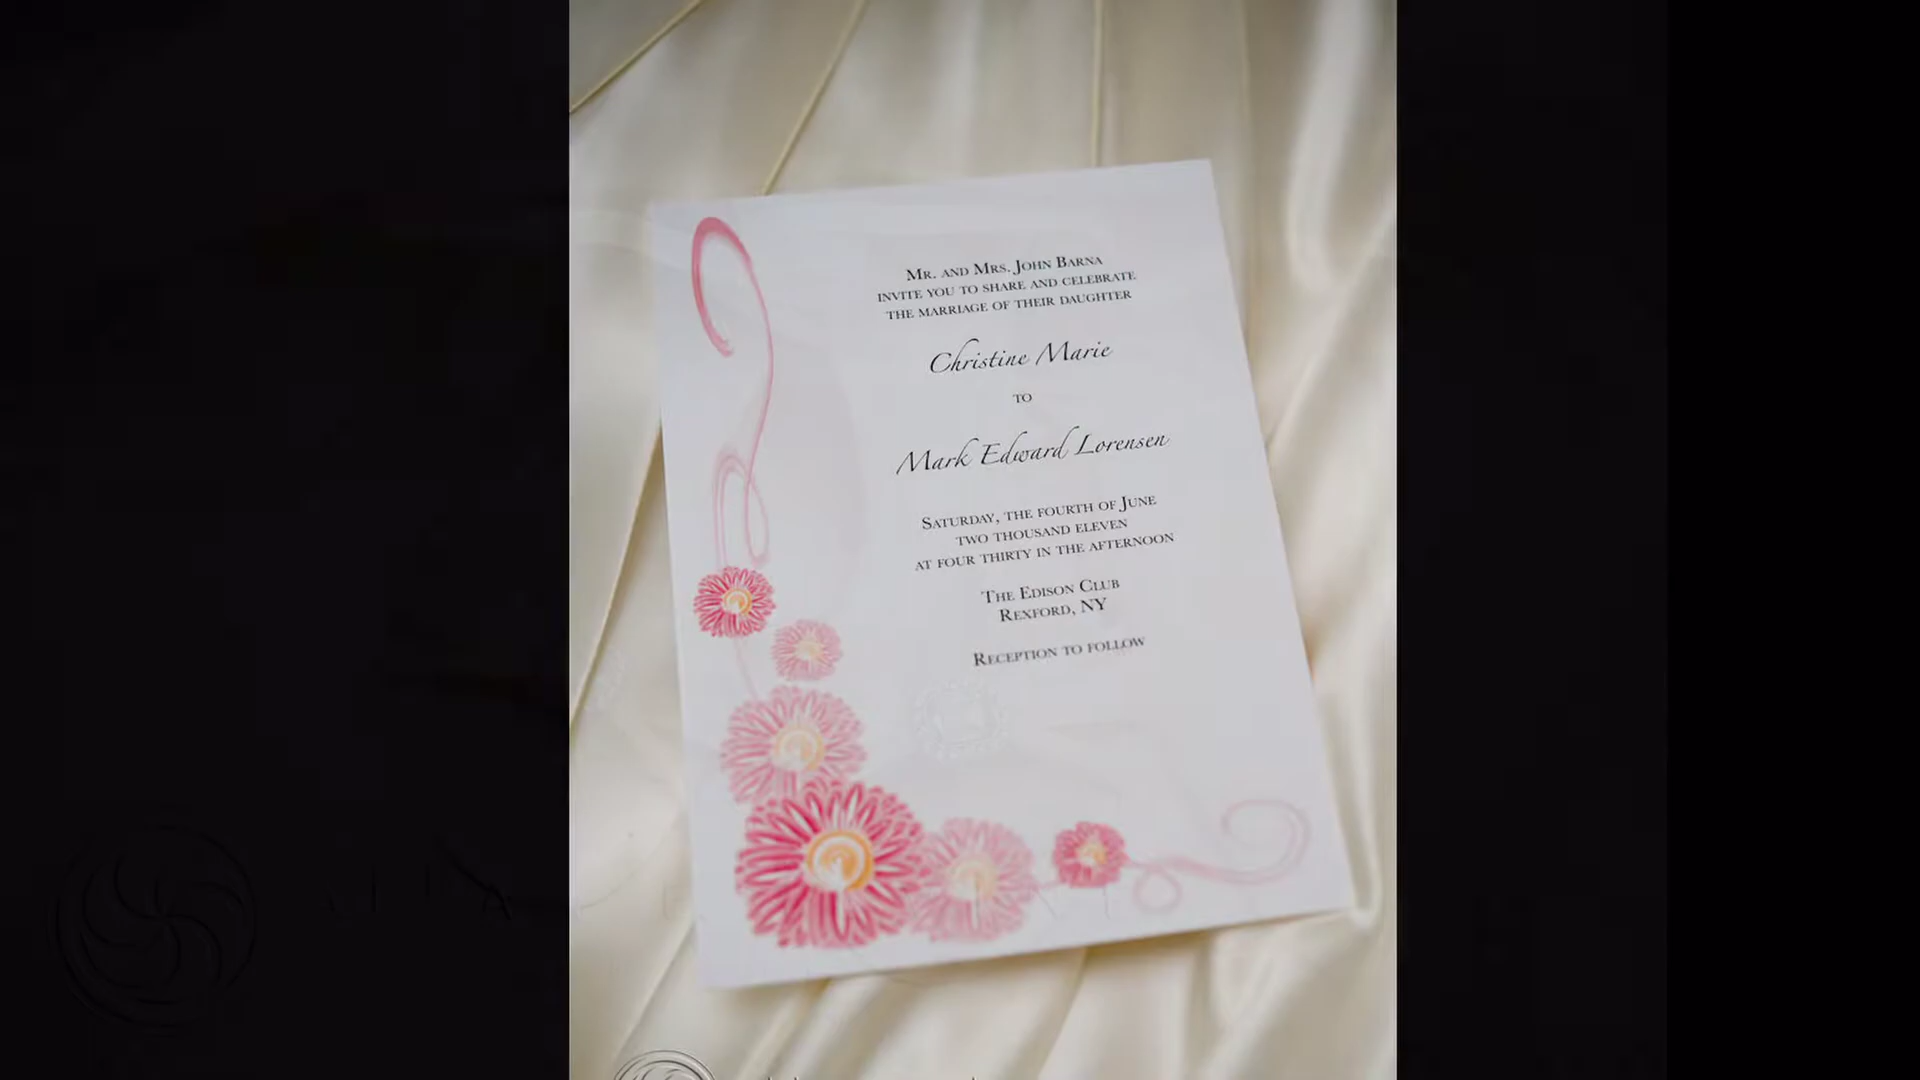 Mr. and Mrs. John Barna
invite you to share and celebrate
the marriage of their daughter
Christine Marie
to
Mark Edward Lorensen
Saturday, the fourth of June
two thousand eleven
at four thirty in the afternoon
The Edison Club
Rexford, NY
Reception to follow